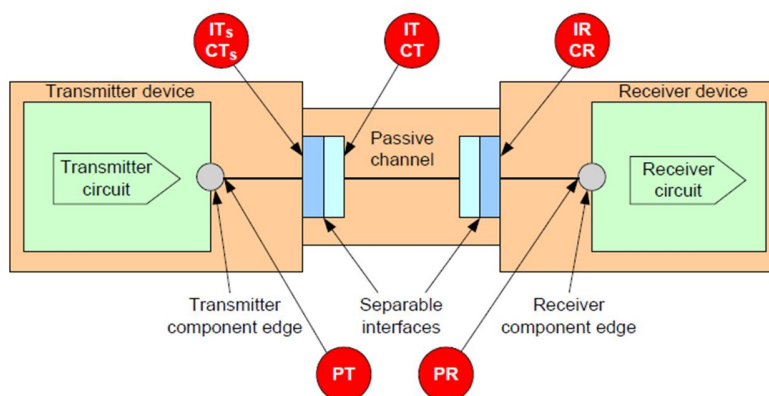 ITS
CTS
IT
CT
IR
CR
Transmitter device
Receiver device
Passive
channel
Transmitter
circuit
Receiver
circuit
Transmitter
component edge
Separable
interfaces
Receiver
component edge
PT
PR